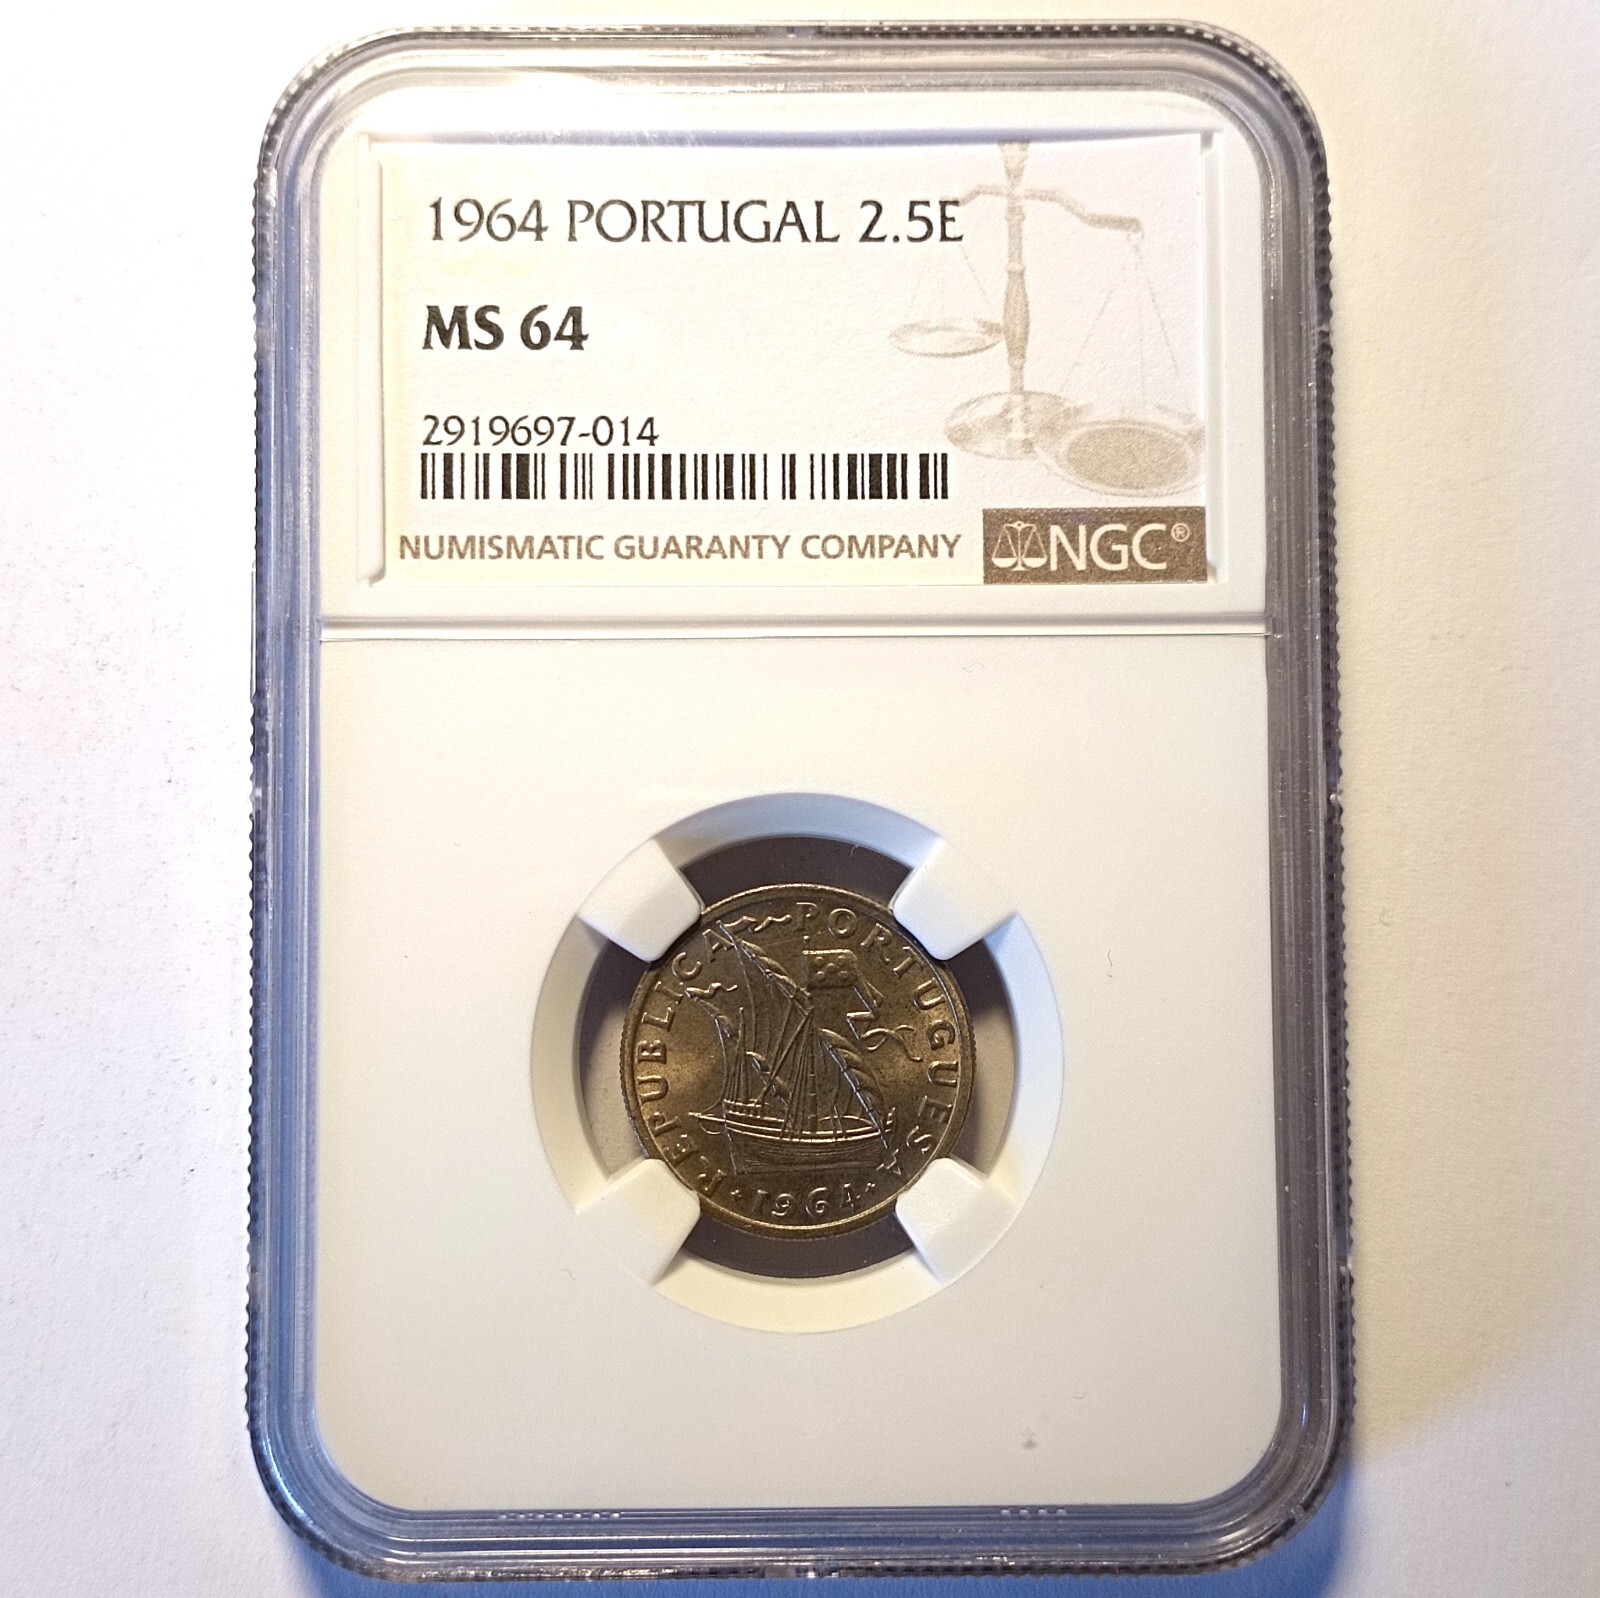 1964 PORTUGAL 2.5E
MS 64
2919697-014
NUMISMATIC GUARANTY COMPANY
NGC®
REPUBLICA PORTUGUESA
·1964·